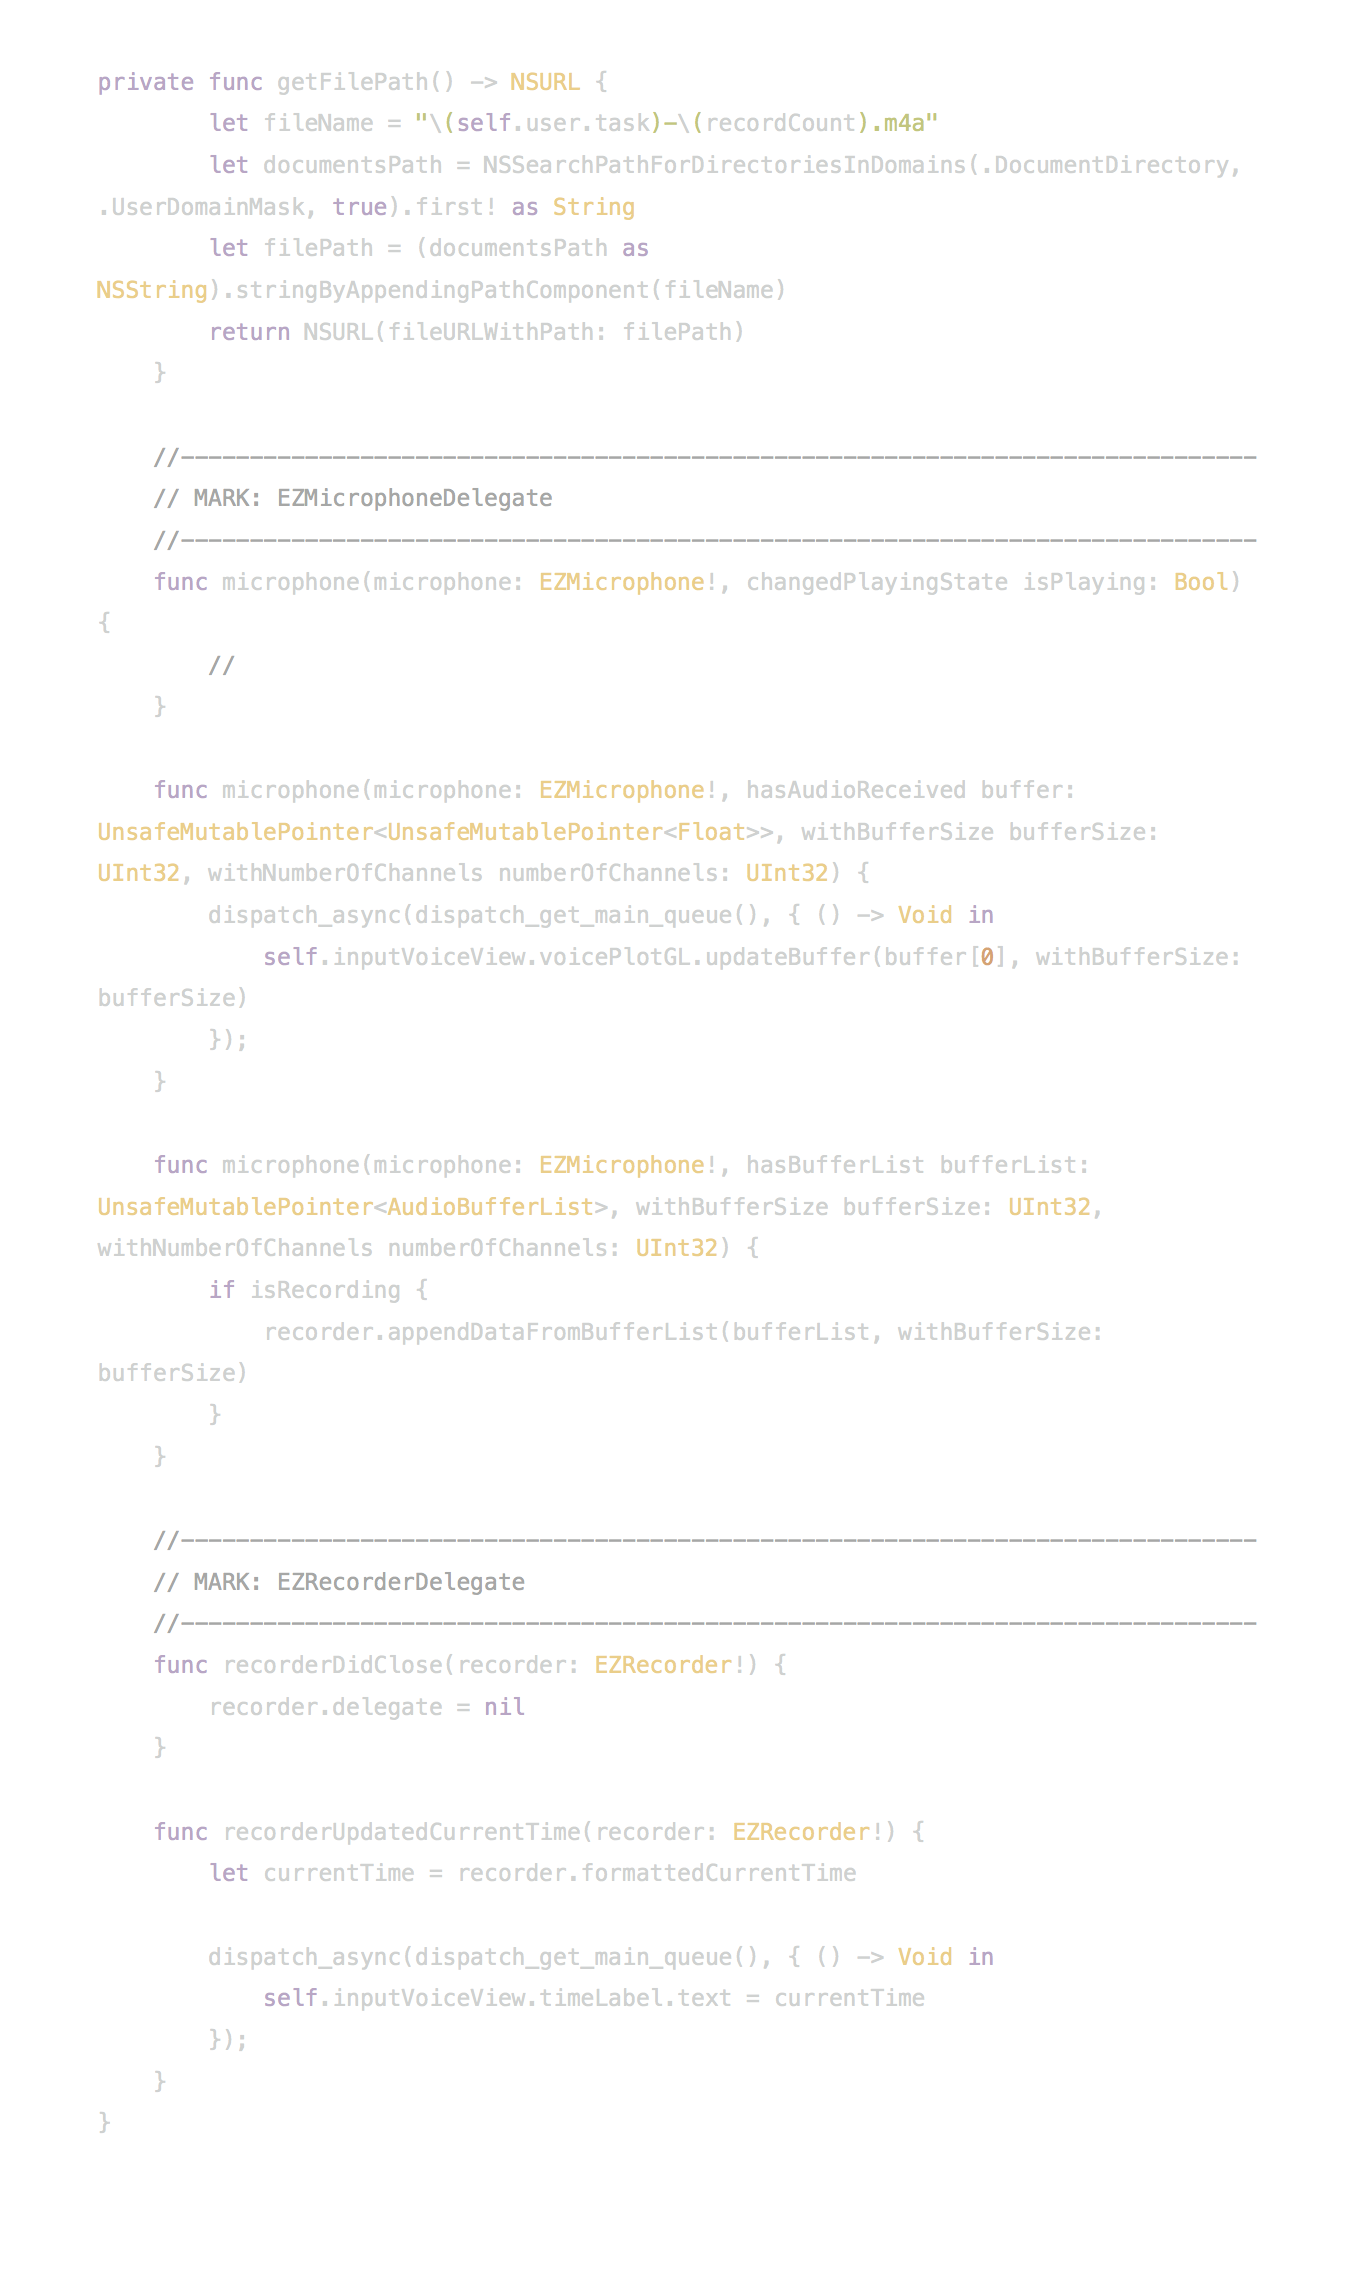 private func getFilePath() -> NSURL {
        let fileName = "\(self.user.task)-\(recordCount).m4a"
        let documentsPath = NSSearchPathForDirectoriesInDomains(.DocumentDirectory,
.UserDomainMask, true).first! as String
        let filePath = (documentsPath as
NSString).stringByAppendingPathComponent(fileName)
        return NSURL(fileURLWithPath: filePath)
    }

    //------------------------------------------------------------------------------
    // MARK: EZMicrophoneDelegate
    //------------------------------------------------------------------------------
    func microphone(microphone: EZMicrophone!, changedPlayingState isPlaying: Bool)
{
        //
    }

    func microphone(microphone: EZMicrophone!, hasAudioReceived buffer:
UnsafeMutablePointer<UnsafeMutablePointer<Float>>, withBufferSize bufferSize:
UInt32, withNumberOfChannels numberOfChannels: UInt32) {
        dispatch_async(dispatch_get_main_queue(), { () -> Void in
            self.inputVoiceView.voicePlotGL.updateBuffer(buffer[0], withBufferSize:
bufferSize)
        });
    }

    func microphone(microphone: EZMicrophone!, hasBufferList bufferList:
UnsafeMutablePointer<AudioBufferList>, withBufferSize bufferSize: UInt32,
withNumberOfChannels numberOfChannels: UInt32) {
        if isRecording {
            recorder.appendDataFromBufferList(bufferList, withBufferSize:
bufferSize)
        }
    }

    //------------------------------------------------------------------------------
    // MARK: EZRecorderDelegate
    //------------------------------------------------------------------------------
    func recorderDidClose(recorder: EZRecorder!) {
        recorder.delegate = nil
    }

    func recorderUpdatedCurrentTime(recorder: EZRecorder!) {
        let currentTime = recorder.formattedCurrentTime

        dispatch_async(dispatch_get_main_queue(), { () -> Void in
            self.inputVoiceView.timeLabel.text = currentTime
        });
    }
}